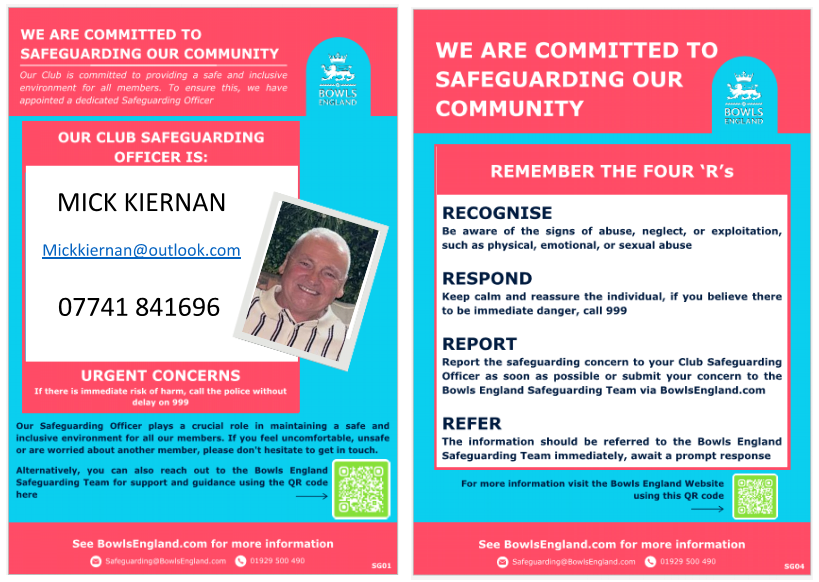 WE ARE COMMITTED TO
SAFEGUARDING OUR COMMUNITY
Our Club is committed to providing a safe and inclusive
environment for all members. To ensure this, we have
appointed a dedicated Safeguarding Officer
BOWLS
ENGLAND
OUR CLUB SAFEGUARDING
OFFICER IS:
MICK KIERNAN
Mickkiernan@outlook.com
07741 841696
URGENT CONCERNS
If there is immediate risk of harm, call the police without
delay on 999
Our Safeguarding Officer plays a crucial role in maintaining a safe and
inclusive environment for all our members. If you feel uncomfortable, unsafe
or are worried about another member, please don't hesitate to get in touch.
Alternatively, you can also reach out to the Bowls England
Safeguarding Team for support and guidance using the QR code
here
See BowlsEngland.com for more information
Safeguarding@BowlsEngland.com 01929 500 490
SG01
WE ARE COMMITTED TO
SAFEGUARDING OUR
COMMUNITY
BOWLS
ENGLAND
REMEMBER THE FOUR ‘R’s
RECOGNISE
Be aware of the signs of abuse, neglect, or exploitation,
such as physical, emotional, or sexual abuse
RESPOND
Keep calm and reassure the individual, if you believe there
to be immediate danger, call 999
REPORT
Report the safeguarding concern to your Club Safeguarding
Officer as soon as possible or submit your concern to the
Bowls England Safeguarding Team via BowlsEngland.com
REFER
The information should be referred to the Bowls England
Safeguarding Team immediately, await a prompt response
For more information visit the Bowls England Website
using this QR code
See BowlsEngland.com for more information
Safeguarding@BowlsEngland.com 01929 500 490
SG04